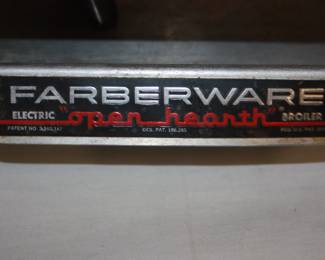 FARBERWARE
ELECTRIC "open hearth" BROILER
PATENT NO. DES. PAT.